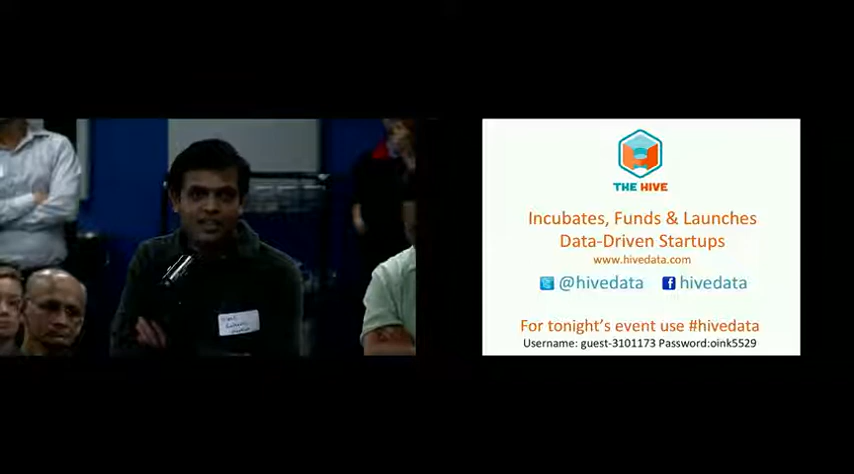 THE HIVE
Incubates, Funds & Launches
Data-Driven Startups
www.hivedata.com
@hivedata
hivedata
For tonight's event use #hivedata
Username: guest-3101173 Password:oink5529